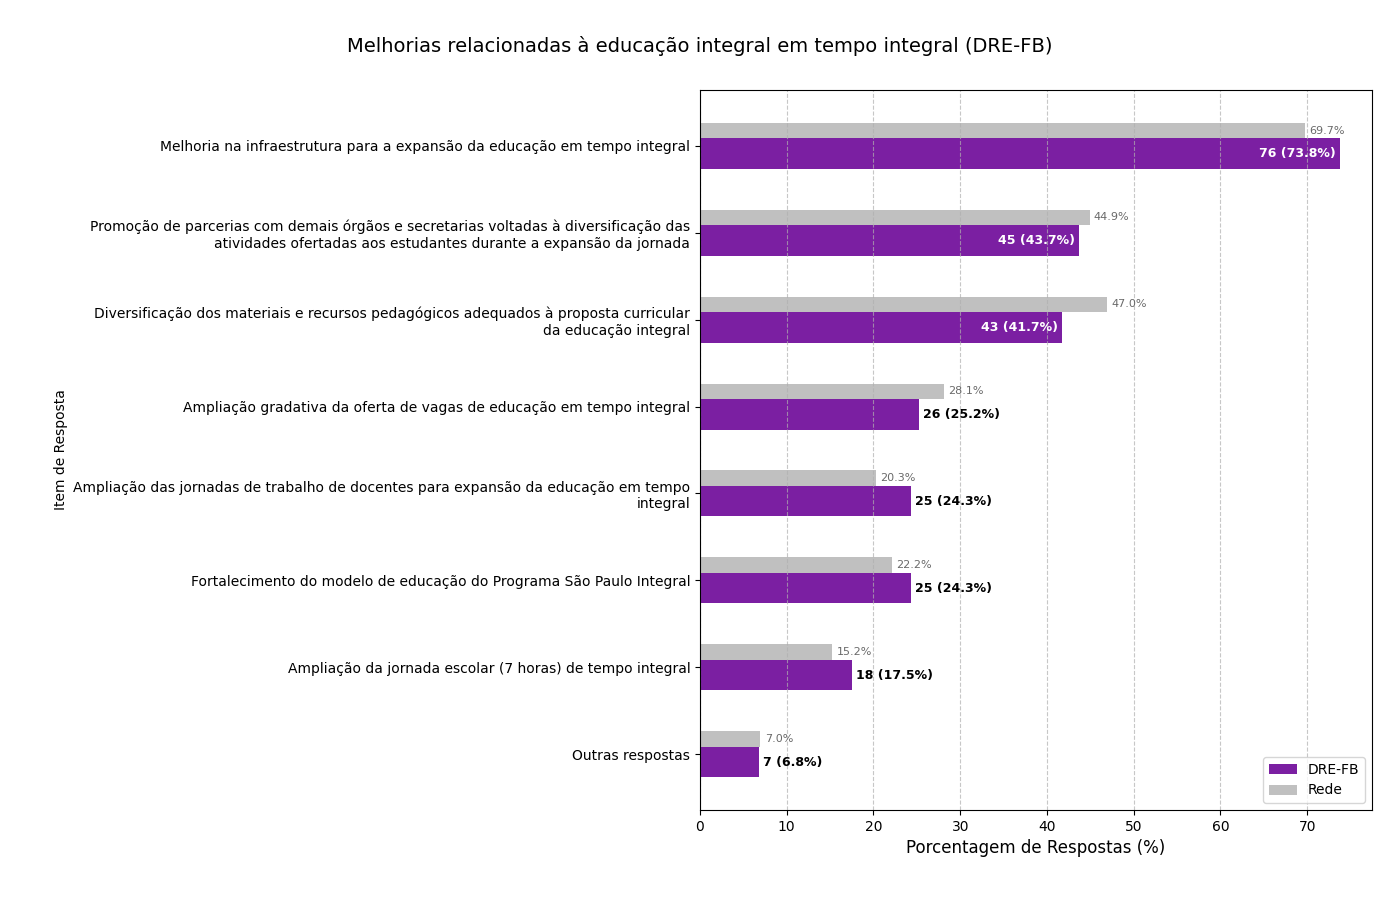 Melhorias relacionadas à educação integral em tempo integral (DRE-FB)
Item de Resposta
Melhoria na infraestrutura para a expansão da educação em tempo integral
69.7%
76 (73.8%)
Promoção de parcerias com demais órgãos e secretarias voltadas à diversificação das
atividades ofertadas aos estudantes durante a expansão da jornada
44.9%
45 (43.7%)
Diversificação dos materiais e recursos pedagógicos adequados à proposta curricular
da educação integral
47.0%
43 (41.7%)
Ampliação gradativa da oferta de vagas de educação em tempo integral
28.1%
26 (25.2%)
Ampliação das jornadas de trabalho de docentes para expansão da educação em tempo
integral
20.3%
25 (24.3%)
Fortalecimento do modelo de educação do Programa São Paulo Integral
22.2%
25 (24.3%)
Ampliação da jornada escolar (7 horas) de tempo integral
15.2%
18 (17.5%)
Outras respostas
7.0%
7 (6.8%)
DRE-FB
Rede
0 10 20 30 40 50 60 70
Porcentagem de Respostas (%)